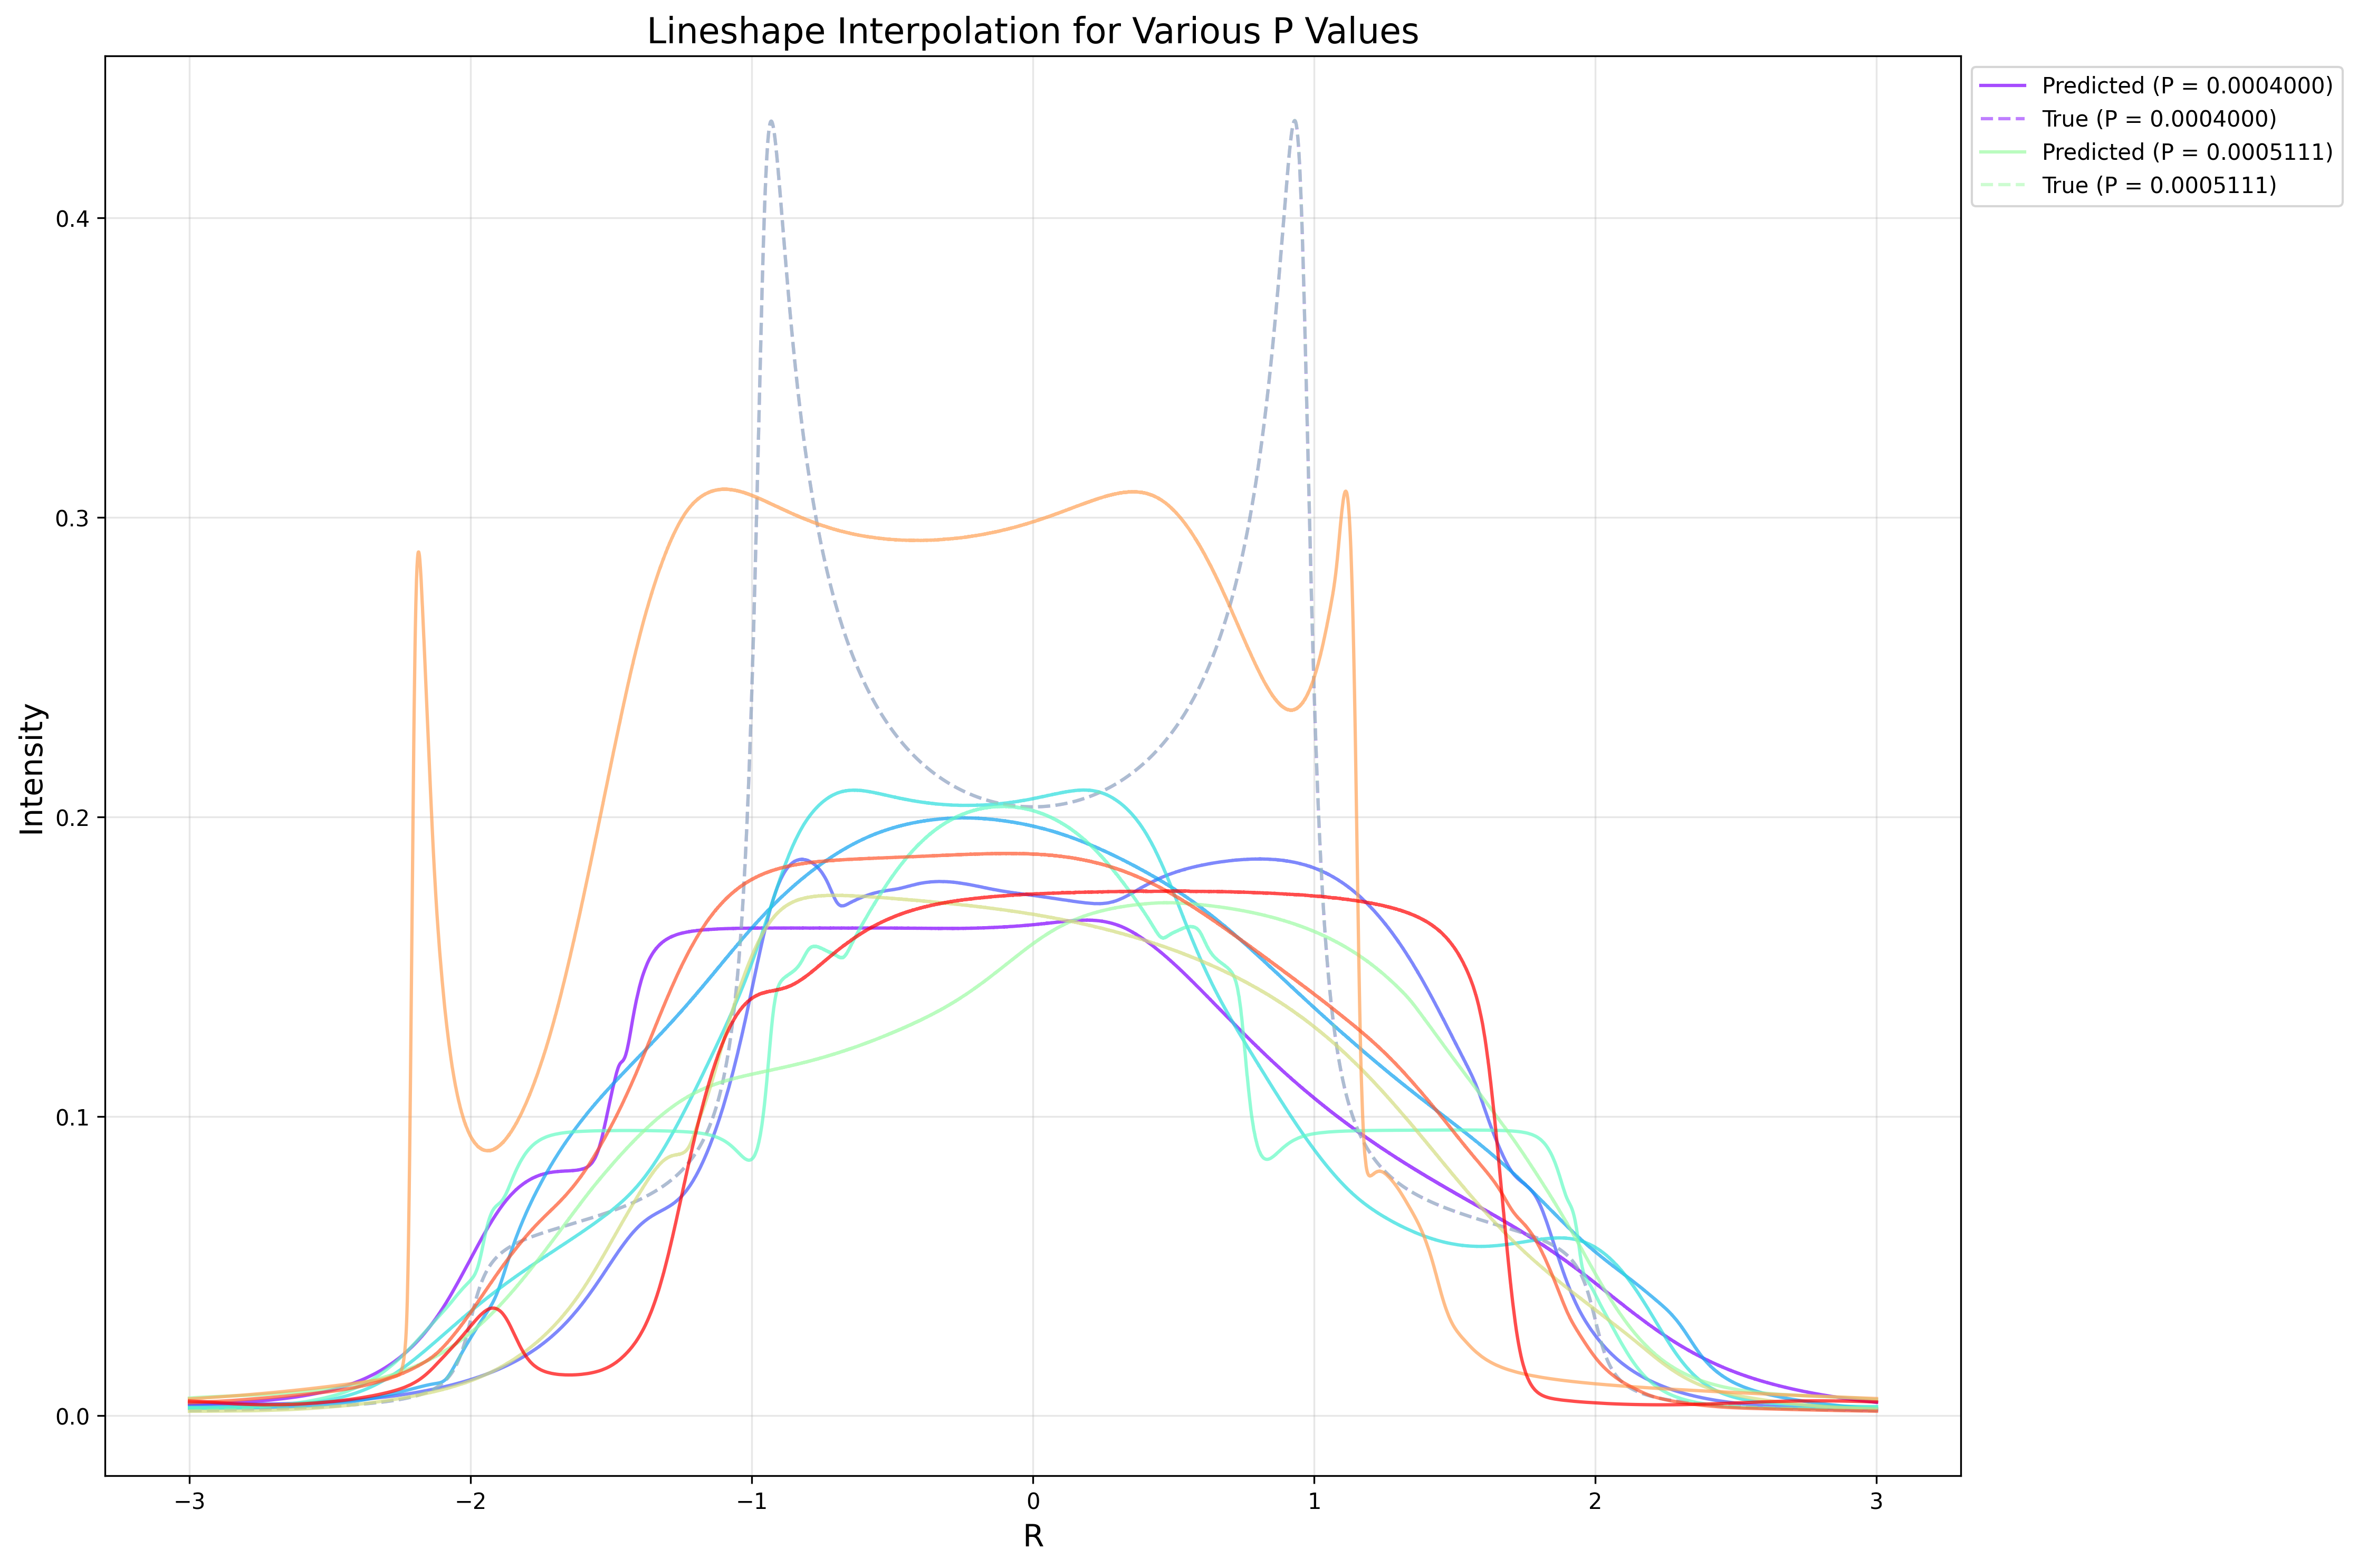 Lineshape Interpolation for Various P Values
Predicted (P = 0.0004000)
True (P = 0.0004000)
Predicted (P = 0.0005111)
True (P = 0.0005111)
Intensity
0.4
0.3
0.2
0.1
0.0
−3 −2 −1 0 1 2 3
R